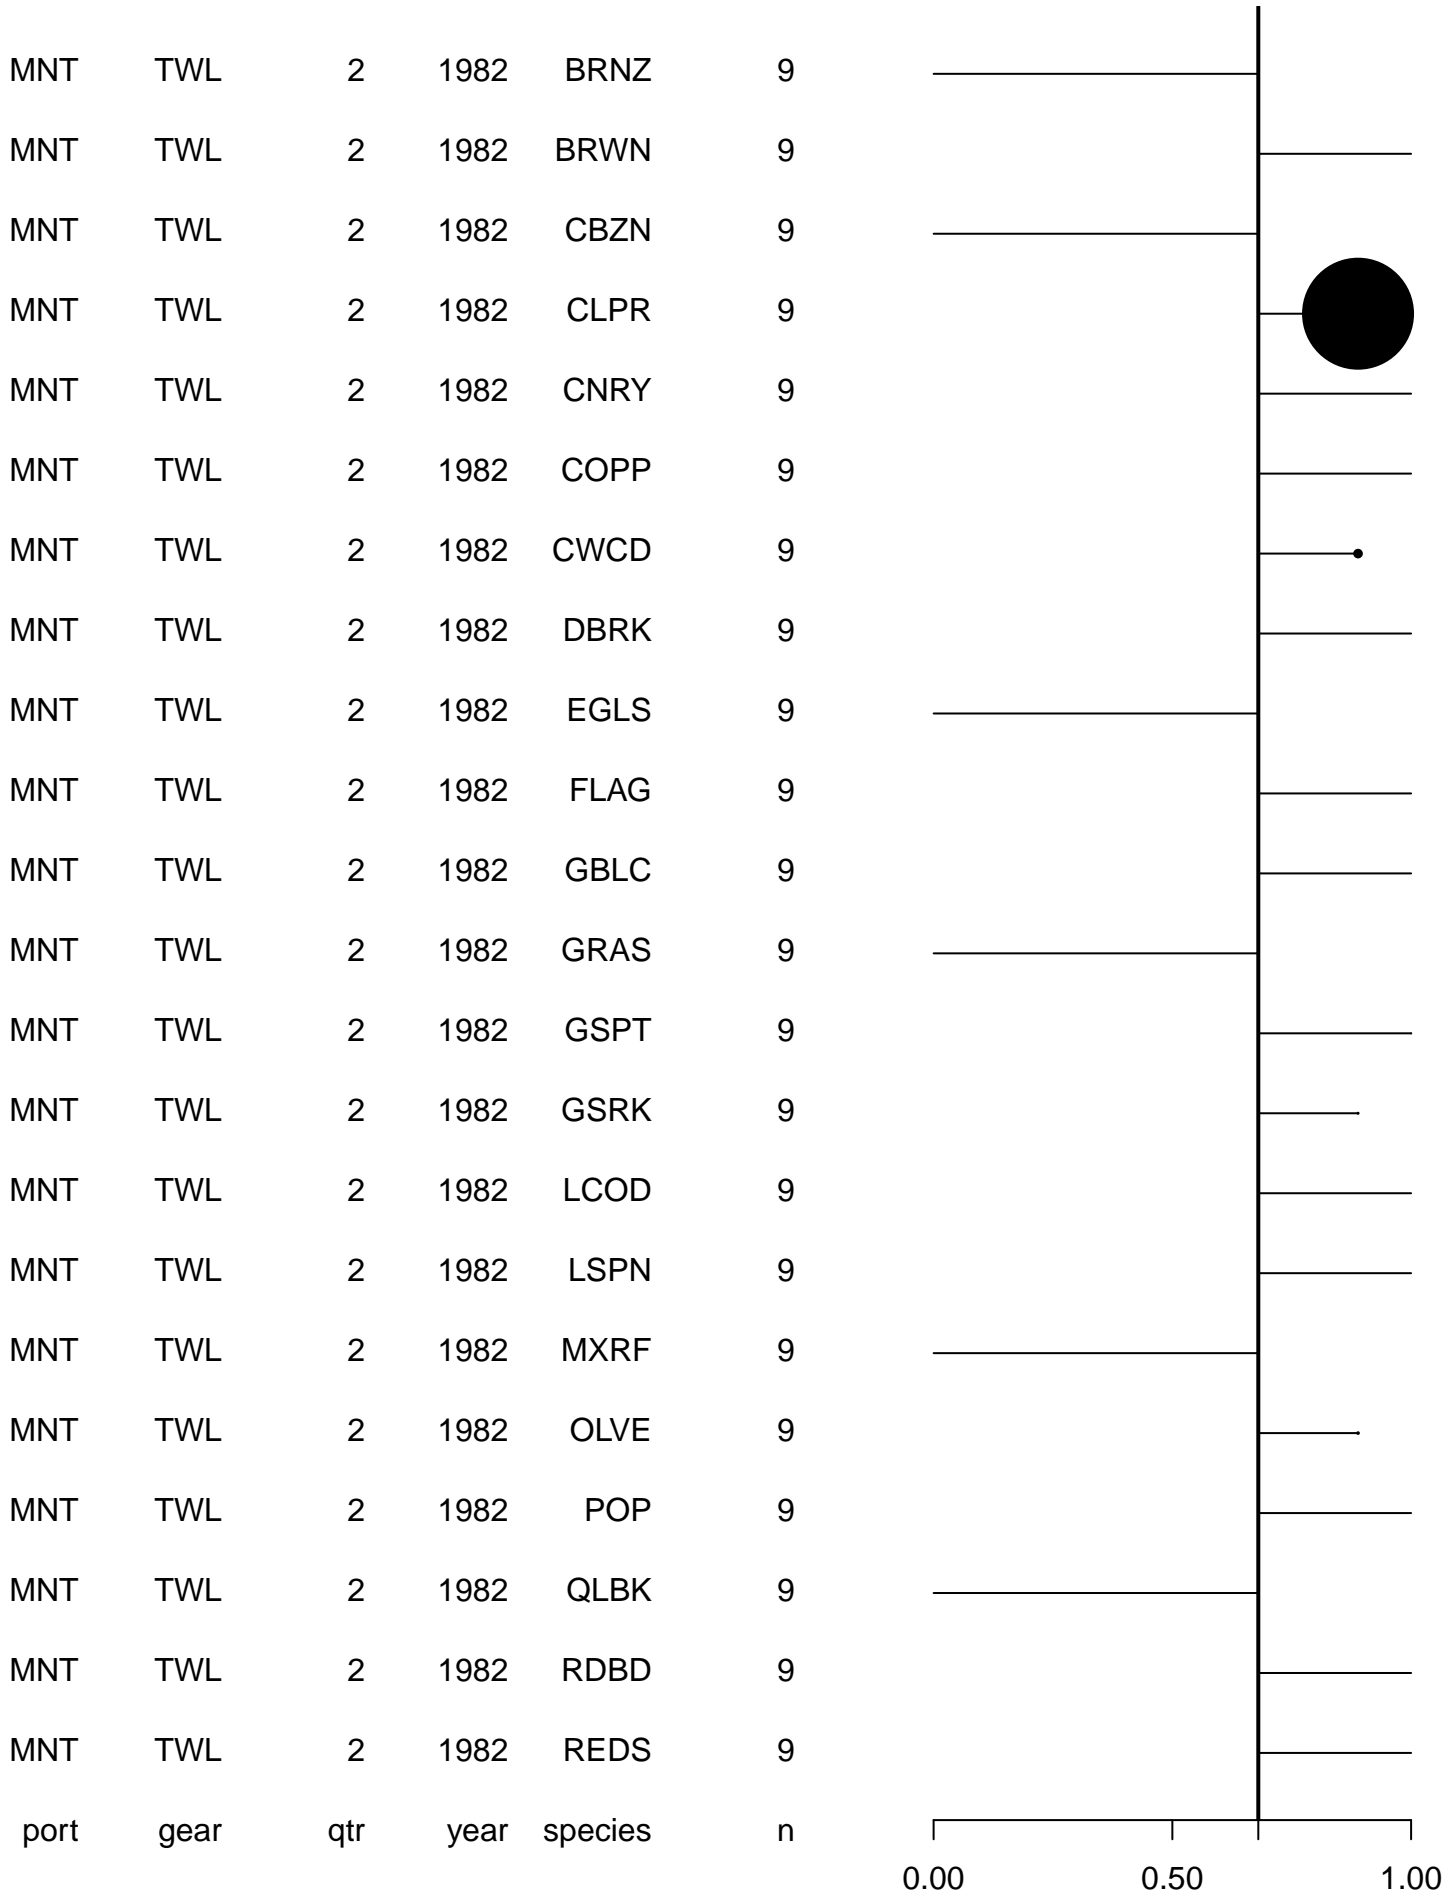 MNT TWL 2 1982 BRNZ 9
MNT TWL 2 1982 BRWN 9
MNT TWL 2 1982 CBZN 9
MNT TWL 2 1982 CLPR 9
MNT TWL 2 1982 CNRY 9
MNT TWL 2 1982 COPP 9
MNT TWL 2 1982 CWCD 9
MNT TWL 2 1982 DBRK 9
MNT TWL 2 1982 EGLS 9
MNT TWL 2 1982 FLAG 9
MNT TWL 2 1982 GBLC 9
MNT TWL 2 1982 GRAS 9
MNT TWL 2 1982 GSPT 9
MNT TWL 2 1982 GSRK 9
MNT TWL 2 1982 LCOD 9
MNT TWL 2 1982 LSPN 9
MNT TWL 2 1982 MXRF 9
MNT TWL 2 1982 OLVE 9
MNT TWL 2 1982 POP 9
MNT TWL 2 1982 QLBK 9
MNT TWL 2 1982 RDBD 9
MNT TWL 2 1982 REDS 9
port gear qtr year species n
0.00 0.50 1.00